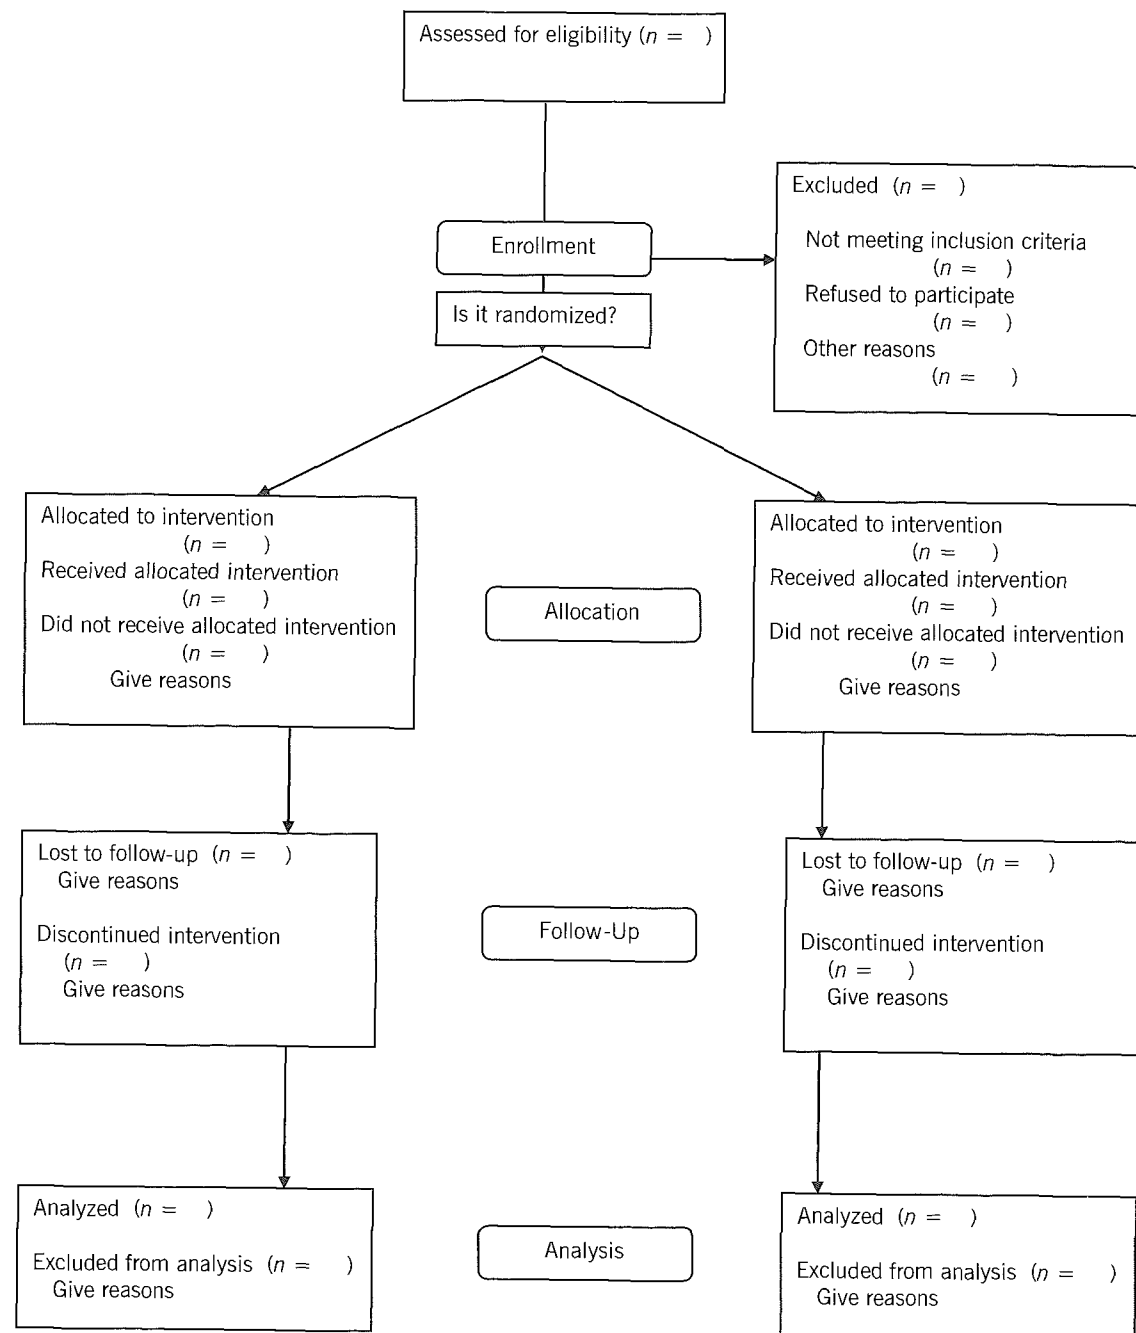 Assessed for eligibility (n =   )
Enrollment
Is it randomized?
Excluded (n =   )
Not meeting inclusion criteria
(n =   )
Refused to participate
(n =   )
Other reasons
(n =   )
Allocated to intervention
(n =   )
Received allocated intervention
(n =   )
Did not receive allocated intervention
(n =   )
Give reasons
Allocation
Allocated to intervention
(n =   )
Received allocated intervention
(n =   )
Did not receive allocated intervention
(n =   )
Give reasons
Lost to follow-up (n =   )
Give reasons
Discontinued intervention
(n =   )
Give reasons
Follow-Up
Lost to follow-up (n =   )
Give reasons
Discontinued intervention
(n =   )
Give reasons
Analyzed (n =   )
Excluded from analysis (n =   )
Give reasons
Analysis
Analyzed (n =   )
Excluded from analysis (n =   )
Give reasons